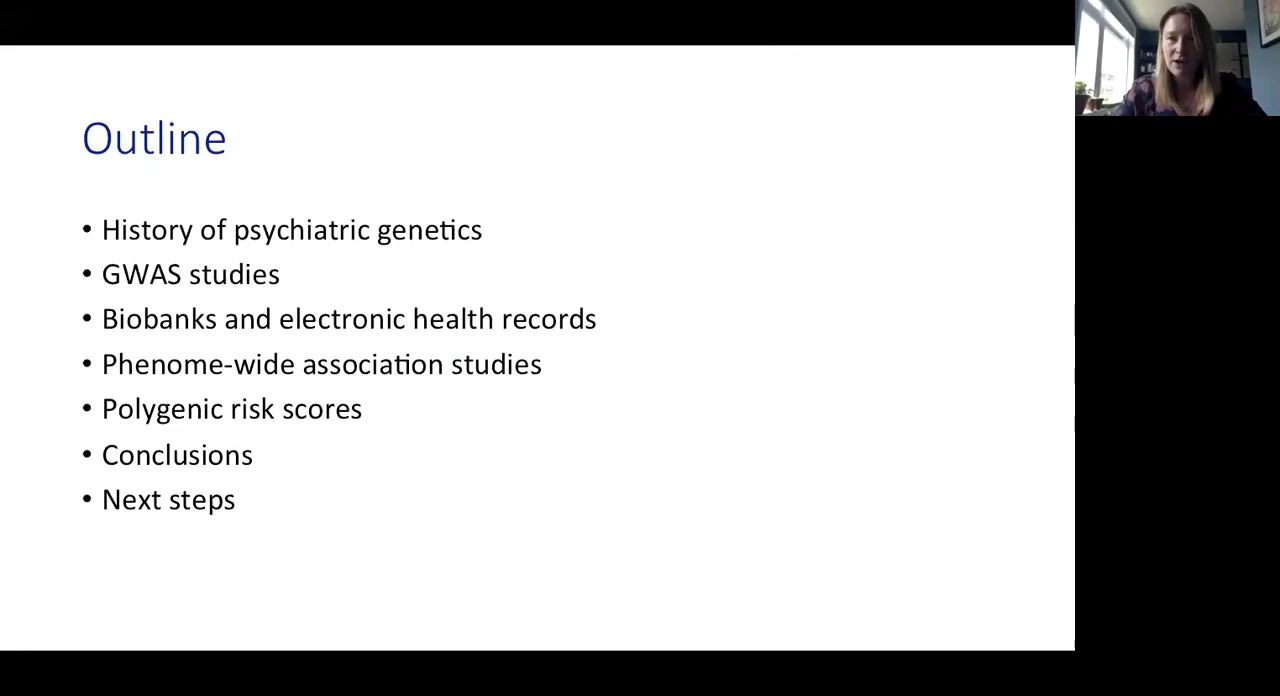 Outline
• History of psychiatric genetics
• GWAS studies
• Biobanks and electronic health records
• Phenome-wide association studies
• Polygenic risk scores
• Conclusions
• Next steps